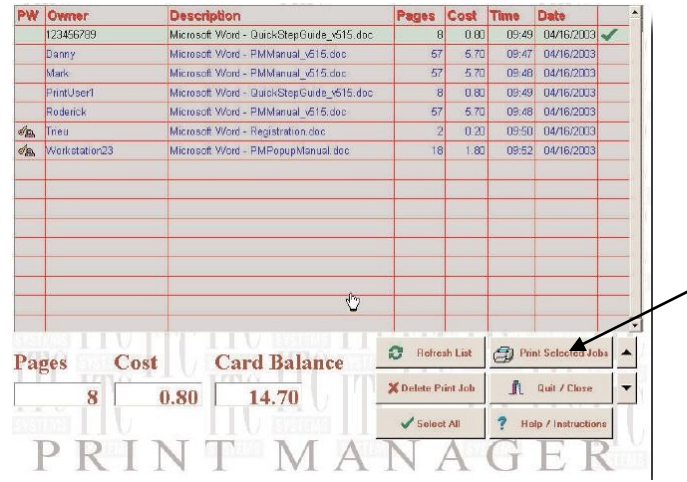 PW Owner Description Pages Cost Time Date
123456789 Microsoft Word - QuickStepGuide_v515.doc 8 0.80 09:49 04/16/2003
Danny Microsoft Word - PMManual_v515.doc 57 5.70 09:47 04/16/2003
Mark Microsoft Word - PMManual_v515.doc 57 5.70 09:48 04/16/2003
PrintUser1 Microsoft Word - QuickStepGuide_v515.doc 8 0.80 09:49 04/16/2003
Roderick Microsoft Word - PMManual_v515.doc 57 5.70 09:48 04/16/2003
Trieu Microsoft Word - Registration.doc 2 0.20 09:50 04/16/2003
Workstation23 Microsoft Word - PMPopupManual.doc 18 1.80 09:52 04/16/2003
Refresh List Print Selected Jobs
Pages Cost Card Balance
Delete Print Job Quit / Close
8 0.80 14.70
Select All Help / Instructions
PRINT MANAGER